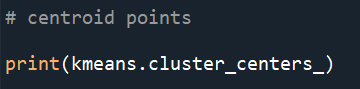 # centroid points
print(kmeans.cluster_centers_)